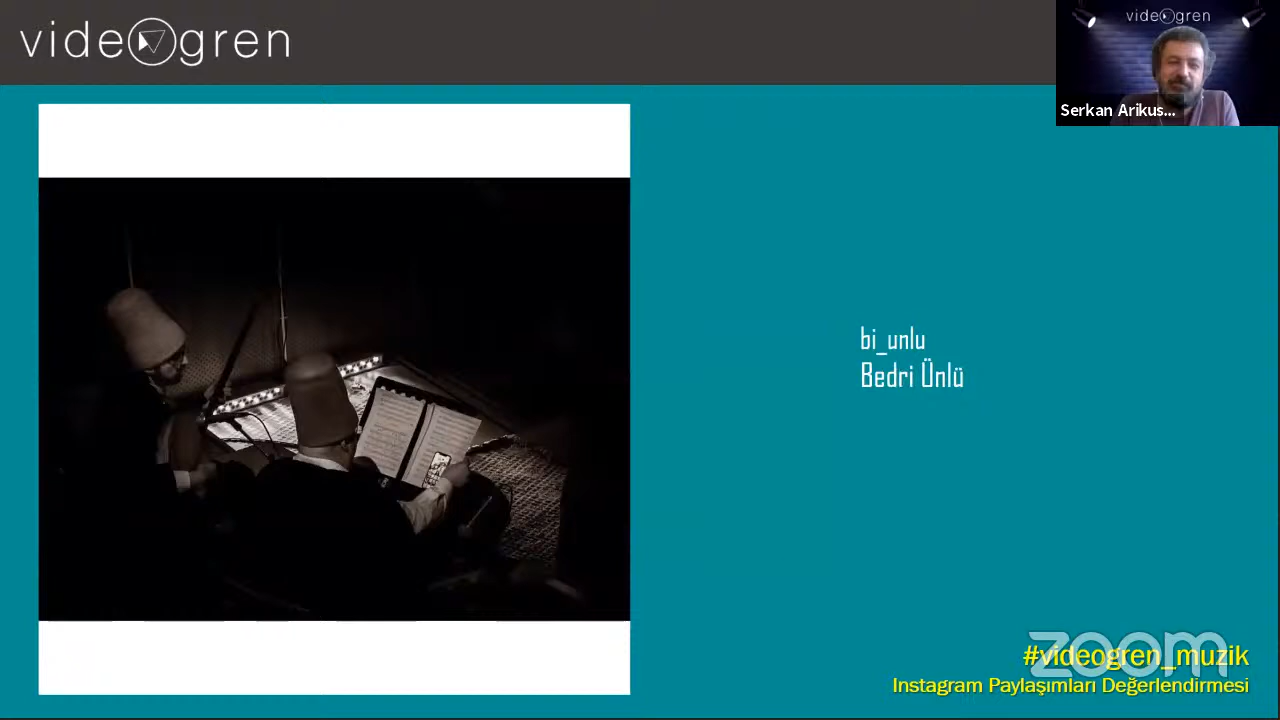 videogren
videogren
Serkan Arikus...
bi_unlu
Bedri Ünlü
zoom
#videogren_muzik
Instagram Paylaşımları Değerlendirmesi